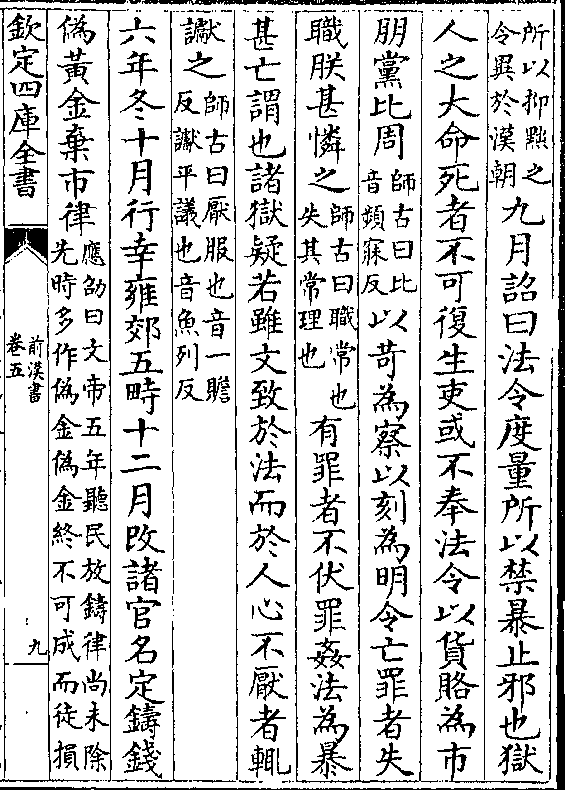 所以抑黜之
令異於漢朝
九月詔曰法令度量所以禁暴止邪也獄
人之大命死者不可復生吏或不奉法令以貨賂為市
朋黨比周
師古曰比
音頻寐反
以苛為察以刻為明令亡罪者失
職朕甚憐之
師古曰職常也
失其常理也
有罪者不伏罪姦法為暴
甚亡謂也諸獄疑若雖文致於法而於人心不厭者輒
讞之
師古曰厭服也音一贍
反讞平議也音魚列反
六年冬十月行幸雍郊五畤十二月改諸官名定鑄錢
偽黃金棄市律
應劭曰文帝五年聽民放鑄律尚未除
先時多作偽金偽金終不可成而徒損
欽定四庫全書
前漢書
卷五
九